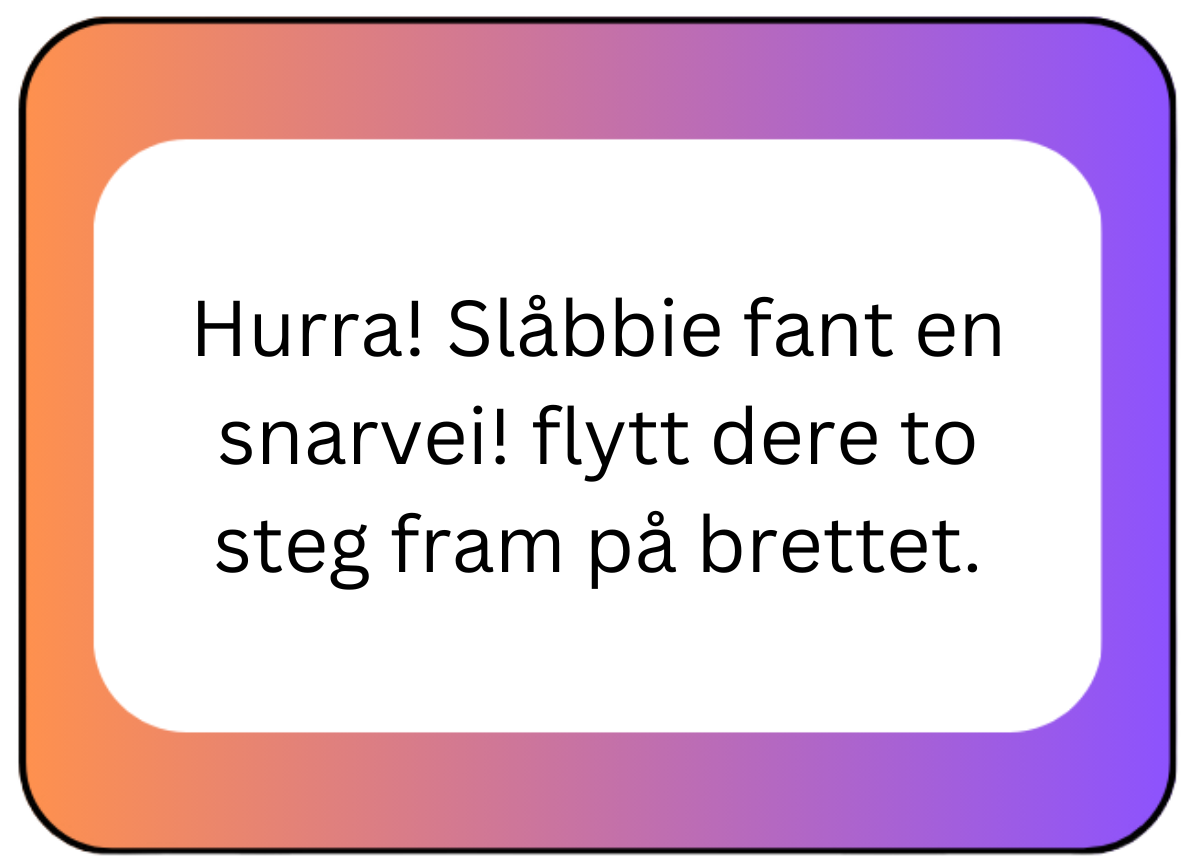 Hurra! Slåbbie fant en
snarvei! flytt dere to
steg fram på brettet.